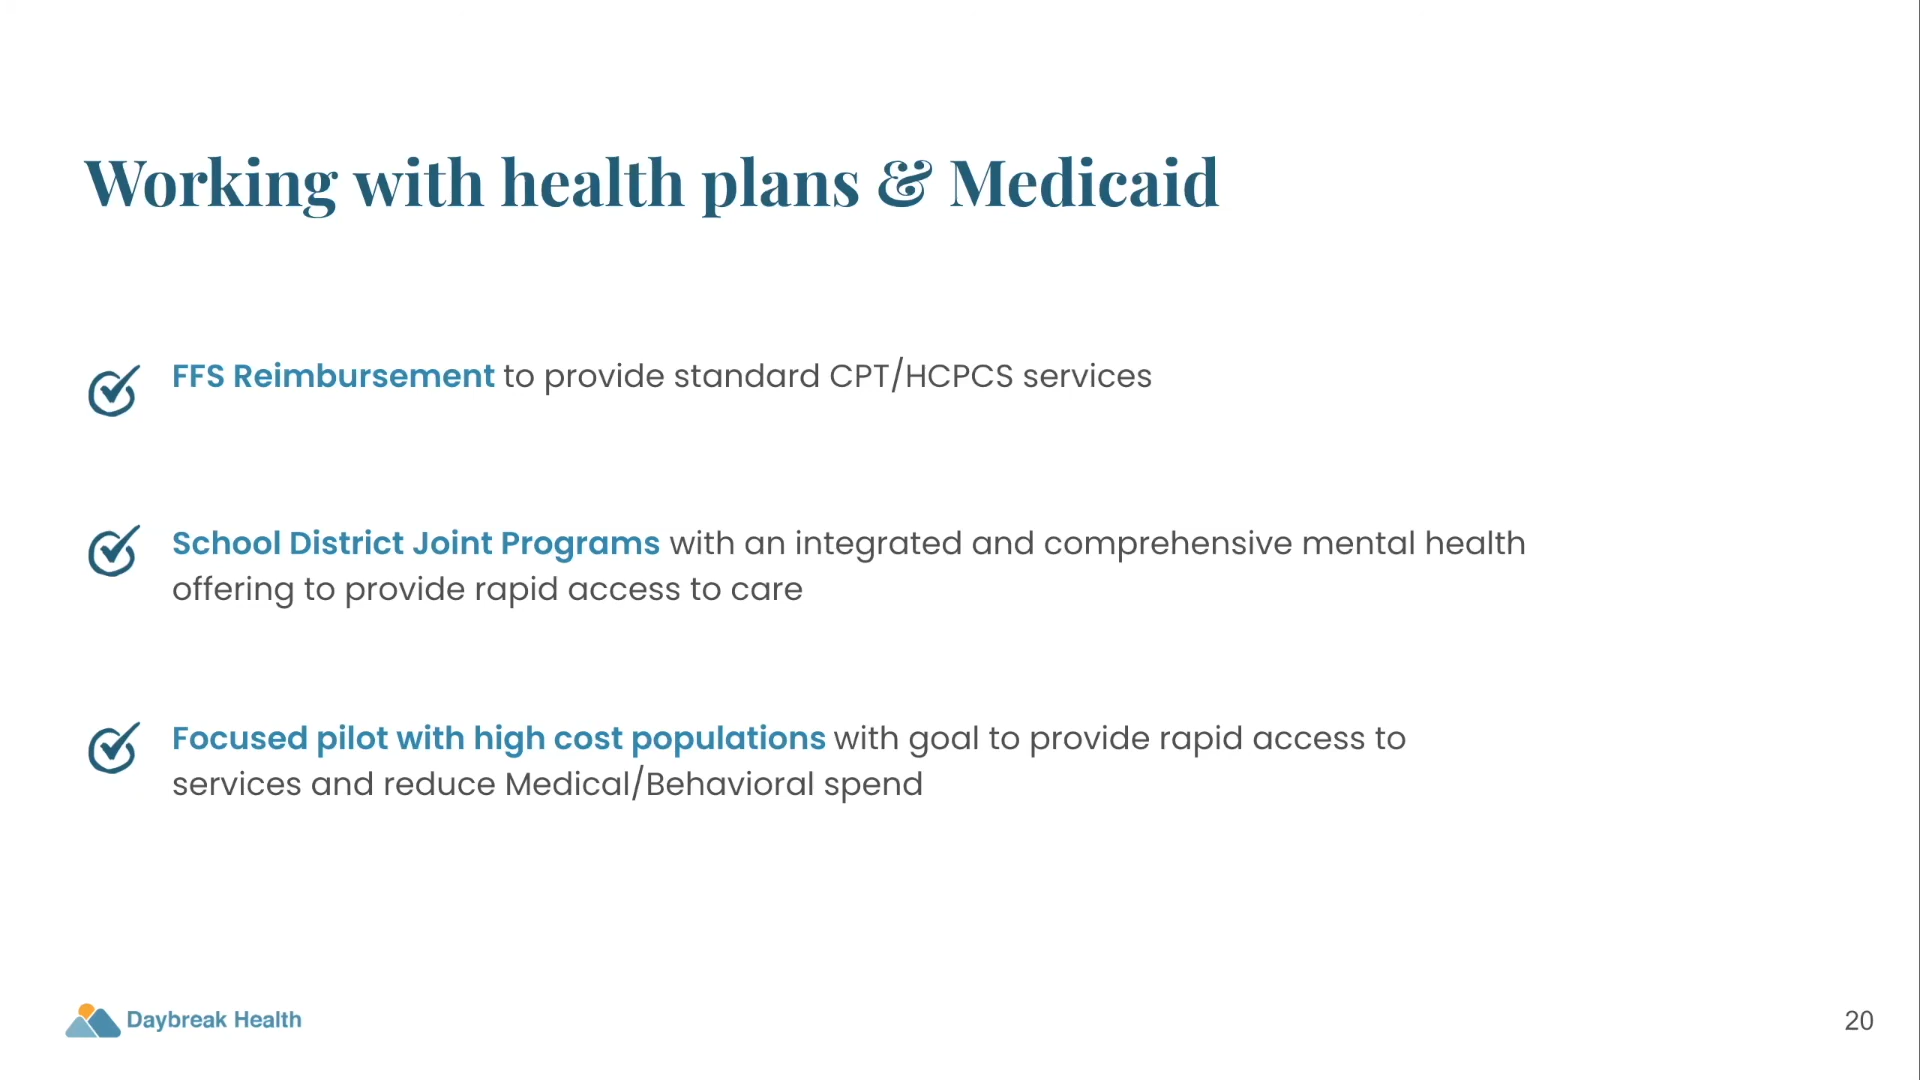 Working with health plans & Medicaid
FFS Reimbursement to provide standard CPT/HCPCS services
School District Joint Programs with an integrated and comprehensive mental health
offering to provide rapid access to care
Focused pilot with high cost populations with goal to provide rapid access to
services and reduce Medical/Behavioral spend
Daybreak Health
20